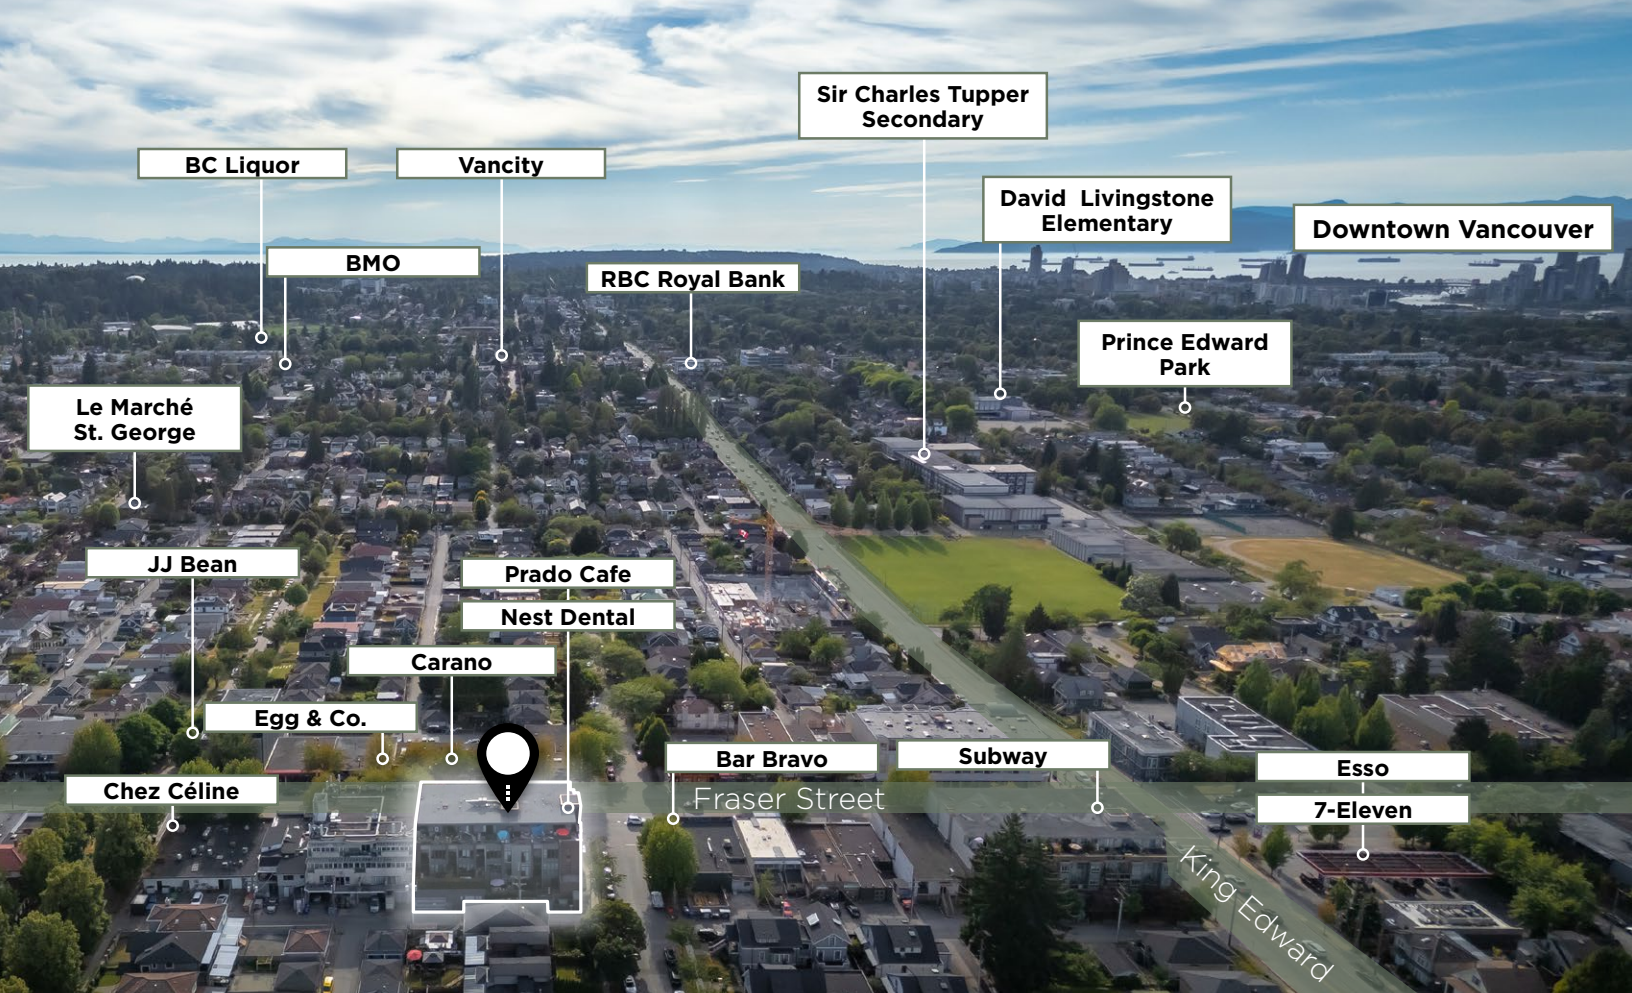 Sir Charles Tupper
Secondary
BC Liquor
Vancity
David Livingstone
Elementary
Downtown Vancouver
BMO
RBC Royal Bank
Prince Edward
Park
Le Marché
St. George
JJ Bean
Prado Cafe
Nest Dental
Carano
Egg & Co.
Bar Bravo
Subway
Esso
Chez Céline
Fraser Street
7-Eleven
King Edward